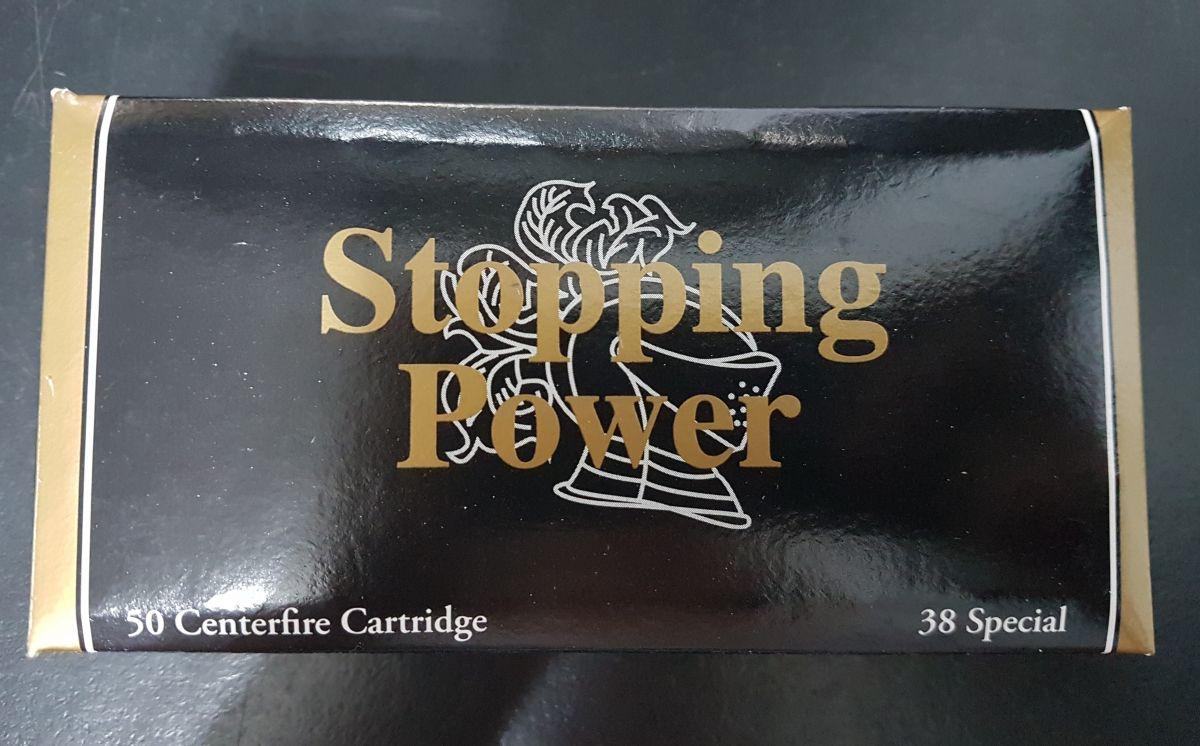 Stopping
Power
50 Centerfire Cartridge
38 Special